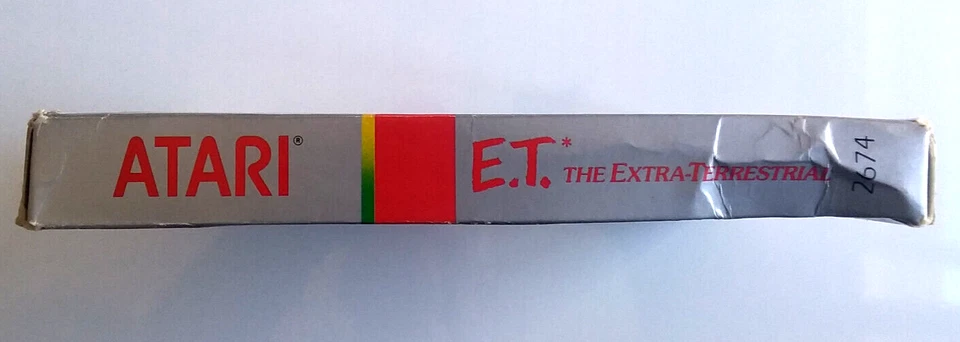 ATARI®
E.T.* THE EXTRA-TERRESTRIAL
2674